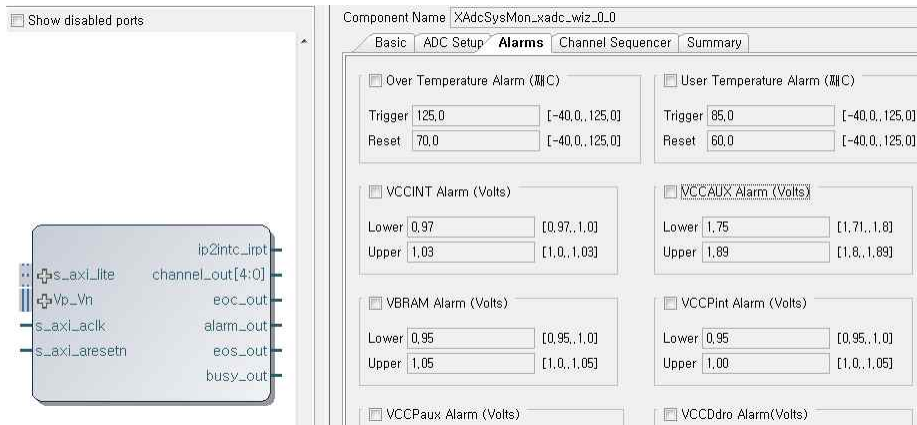 Show disabled ports
ip2intc_irpt
s_axi_lite channel_out[4:0]
Vp_Vn eoc_out
s_axi_aclk alarm_out
s_axi_aresetn eos_out
busy_out
Component Name XAdcSysMon_xadc_wiz_0_0
Basic ADC Setup Alarms Channel Sequencer Summary
Over Temperature Alarm ( C)
Trigger 125,0 [-40,0,,125,0]
Reset 70,0 [-40,0,,125,0]
User Temperature Alarm ( C)
Trigger 85,0 [-40,0,,125,0]
Reset 60,0 [-40,0,,125,0]
VCCINT Alarm (Volts)
Lower 0,97 [0,97,,1,0]
Upper 1,03 [1,0,,1,03]
VCCAUX Alarm (Volts)
Lower 1,75 [1,71,,1,8]
Upper 1,89 [1,8,,1,89]
VBRAM Alarm (Volts)
Lower 0,95 [0,95,,1,0]
Upper 1,05 [1,0,,1,05]
VCCPint Alarm (Volts)
Lower 0,95 [0,95,,1,0]
Upper 1,00 [1,0,,1,05]
VCCPaux Alarm (Volts)
VCCDdro Alarm(Volts)